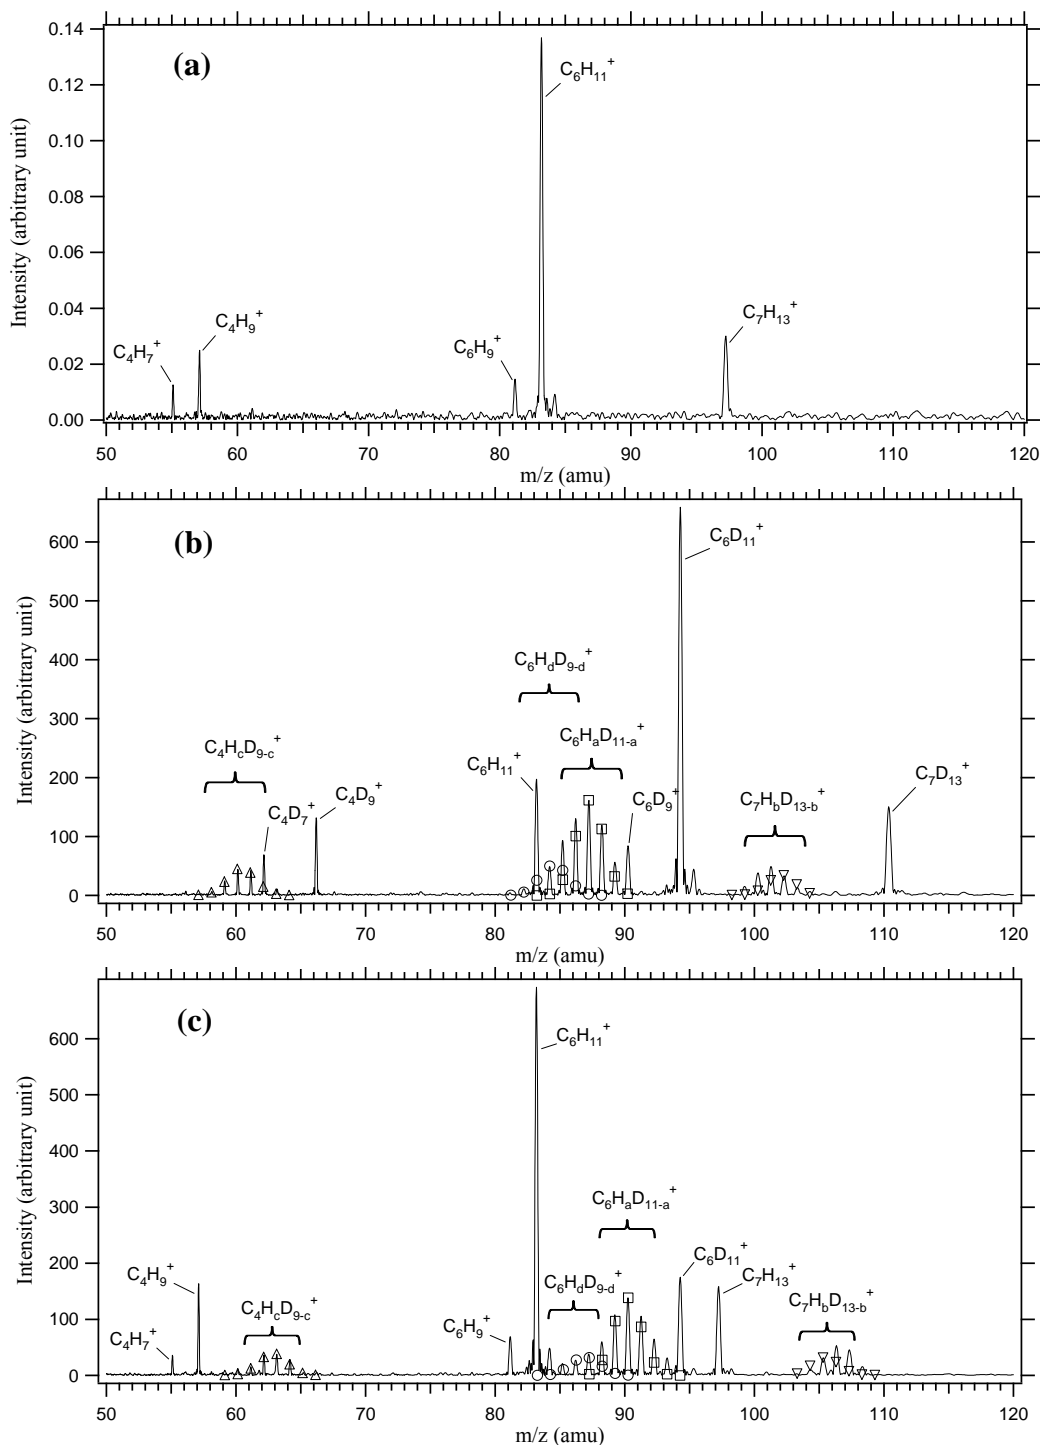 (a)
Intensity (arbitrary unit)
0.14
0.12
0.10
0.08
0.06
0.04
0.02
0.00
C₄H₇⁺
C₄H₉⁺
C₆H₉⁺
C₆H₁₁⁺
C₇H₁₃⁺
50 60 70 80 90 100 110 120
m/z (amu)
(b)
Intensity (arbitrary unit)
600
500
400
300
200
100
0
C₄HcD₉₋c⁺
C₄D₇⁺
C₄D₉⁺
C₆H₁₁⁺
C₆HdD₉₋d⁺
C₆HaD₁₁₋a⁺
C₆D₉⁺
C₆D₁₁⁺
C₇HbD₁₃₋b⁺
C₇D₁₃⁺
50 60 70 80 90 100 110 120
m/z (amu)
(c)
Intensity (arbitrary unit)
600
500
400
300
200
100
0
C₄H₇⁺
C₄H₉⁺
C₄HcD₉₋c⁺
C₆H₉⁺
C₆H₁₁⁺
C₆HdD₉₋d⁺
C₆HaD₁₁₋a⁺
C₆D₁₁⁺
C₇H₁₃⁺
C₇HbD₁₃₋b⁺
50 60 70 80 90 100 110 120
m/z (amu)